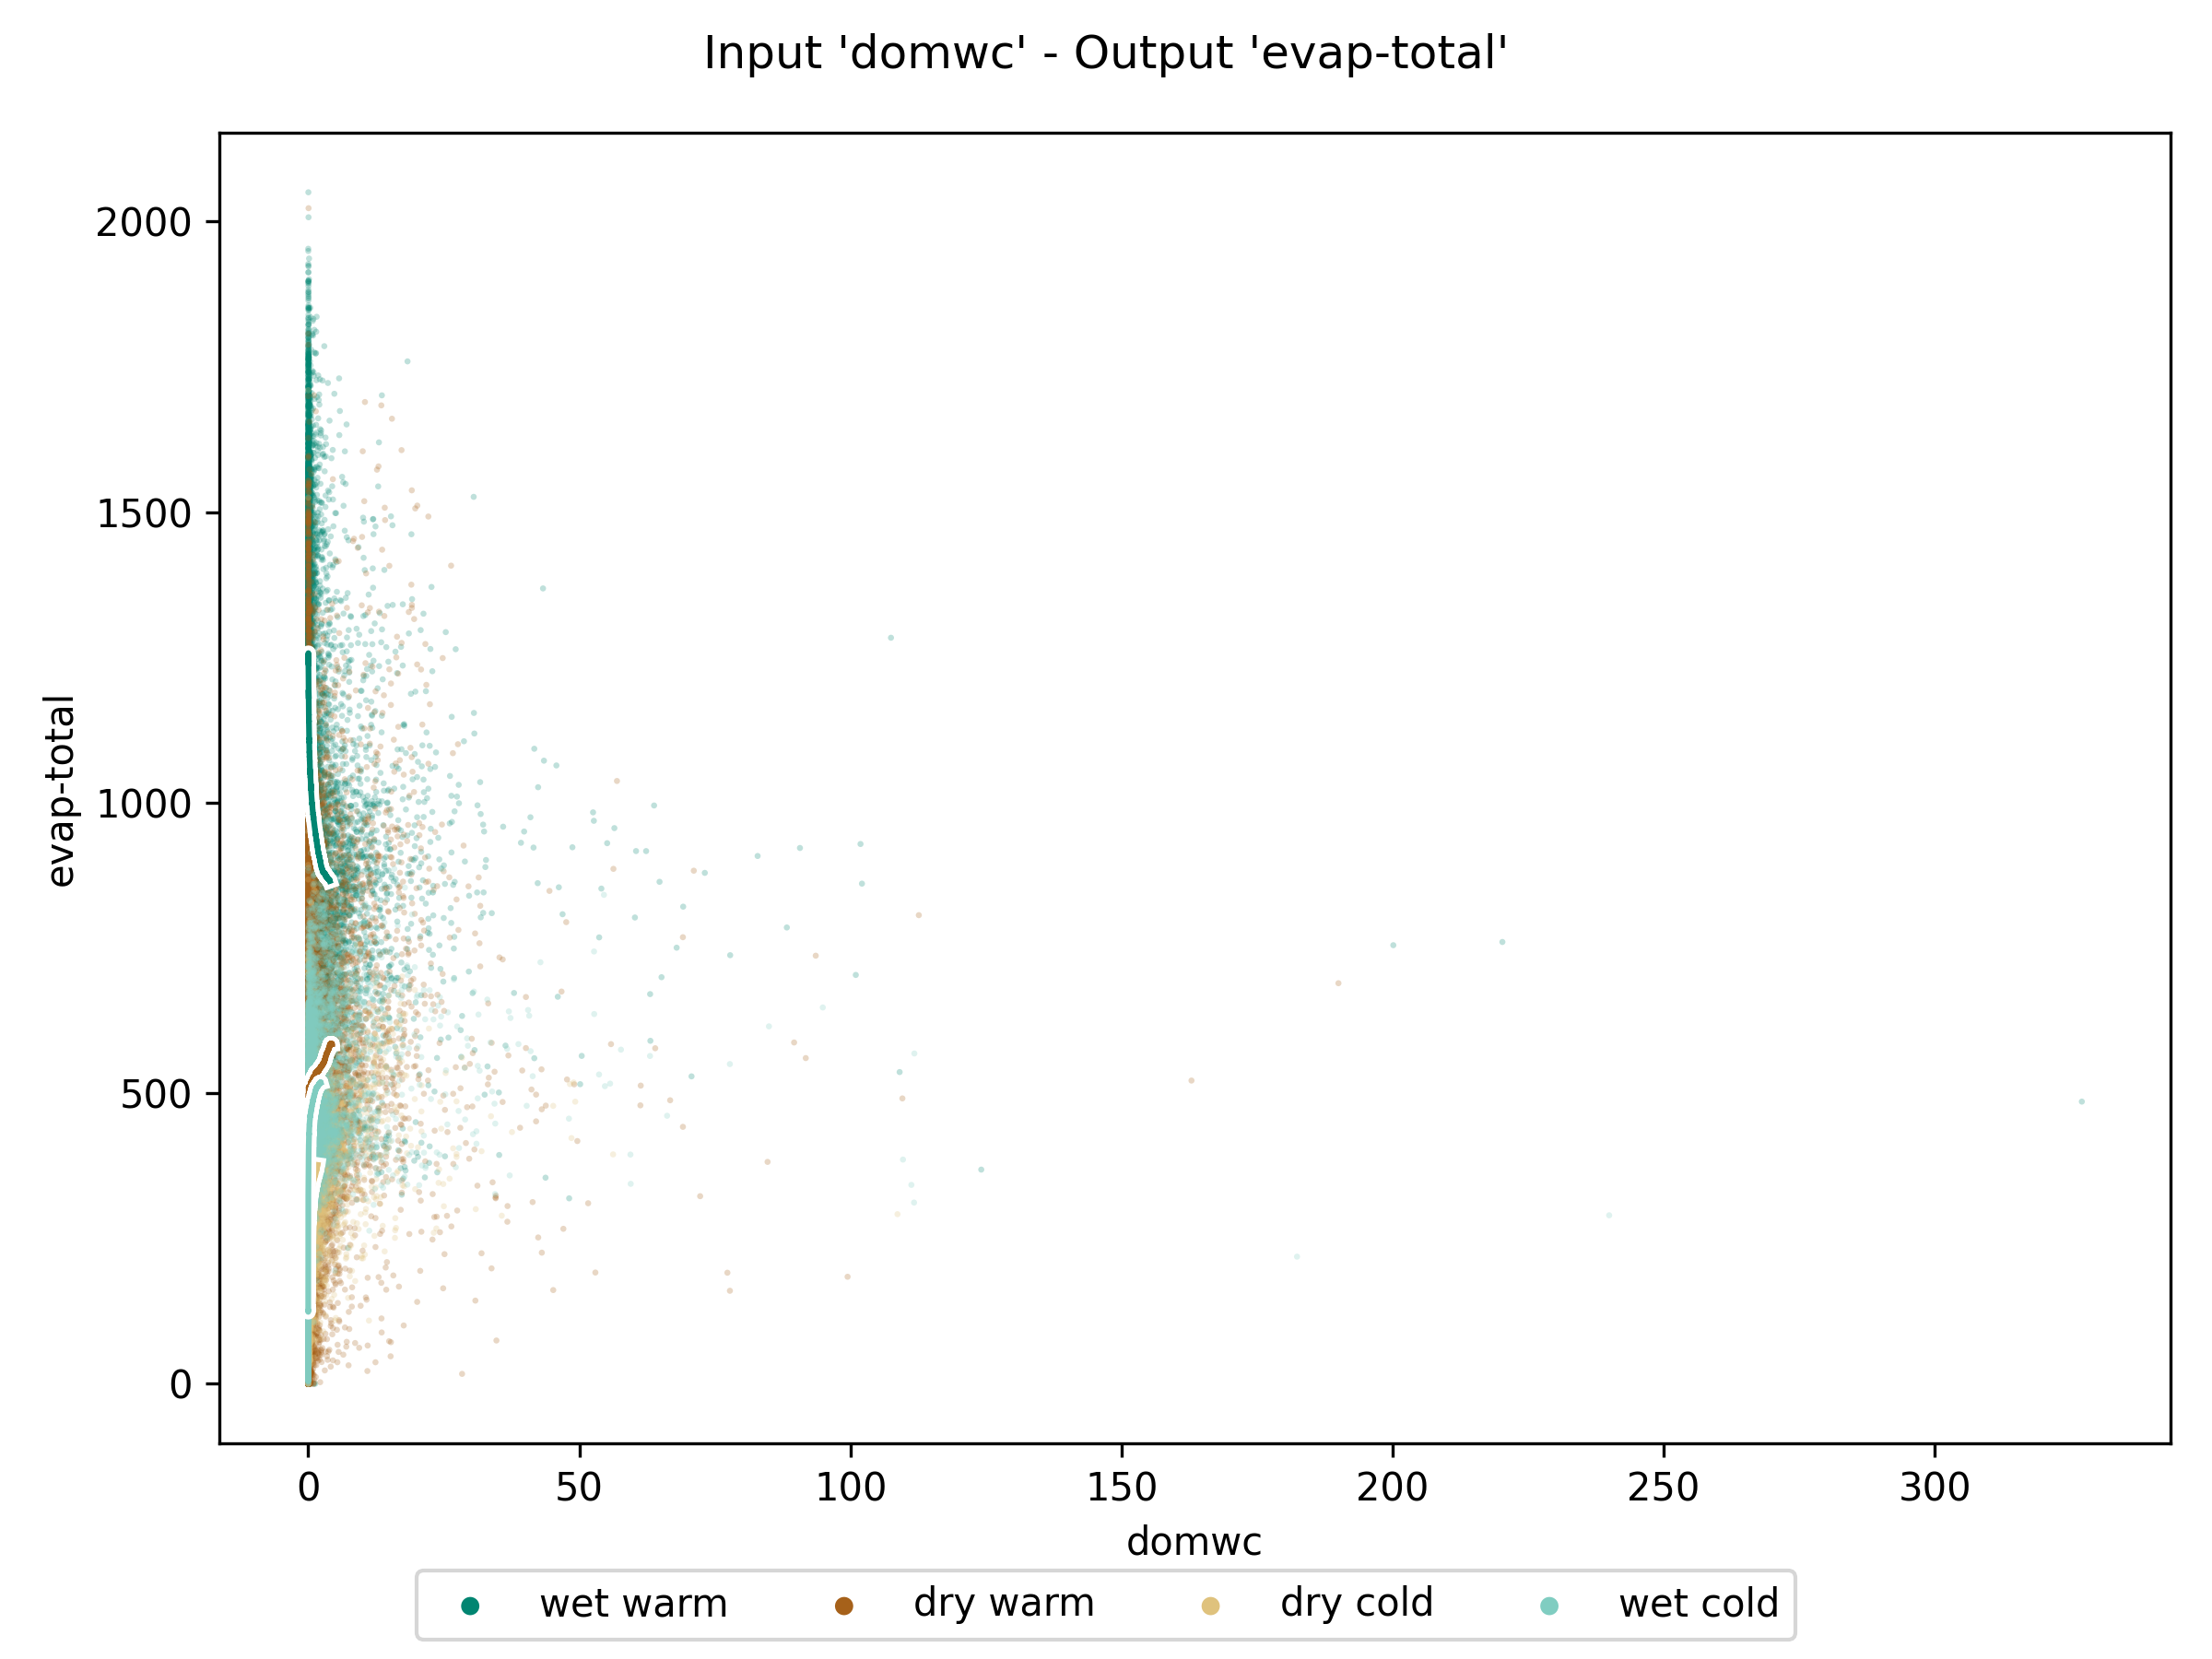 Input 'domwc' - Output 'evap-total'
evap-total
2000
1500
1000
500
0
0 50 100 150 200 250 300
domwc
wet warm dry warm dry cold wet cold